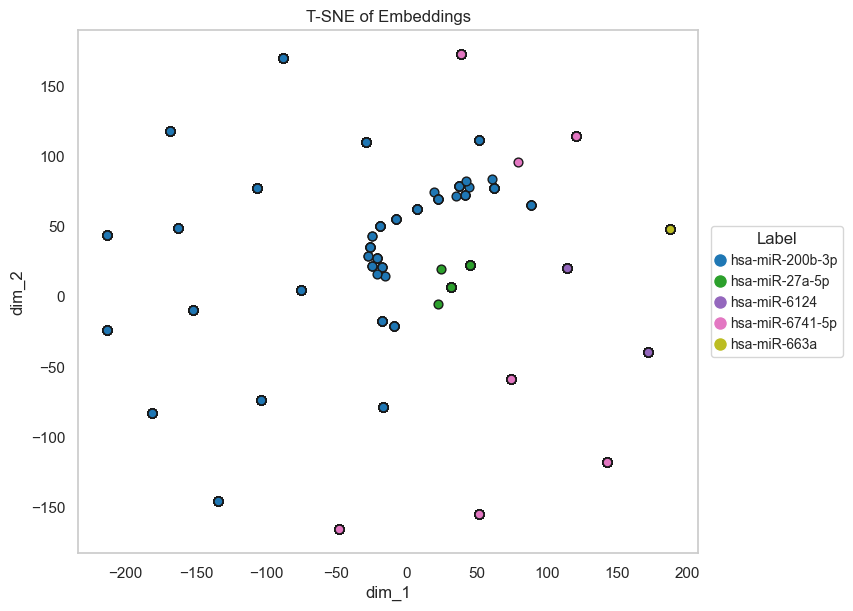 T-SNE of Embeddings
150
100
50
0
−50
−100
−150
dim_2
−200
−150
−100
−50
0
50
100
150
200
dim_1
Label
hsa-miR-200b-3p
hsa-miR-27a-5p
hsa-miR-6124
hsa-miR-6741-5p
hsa-miR-663a